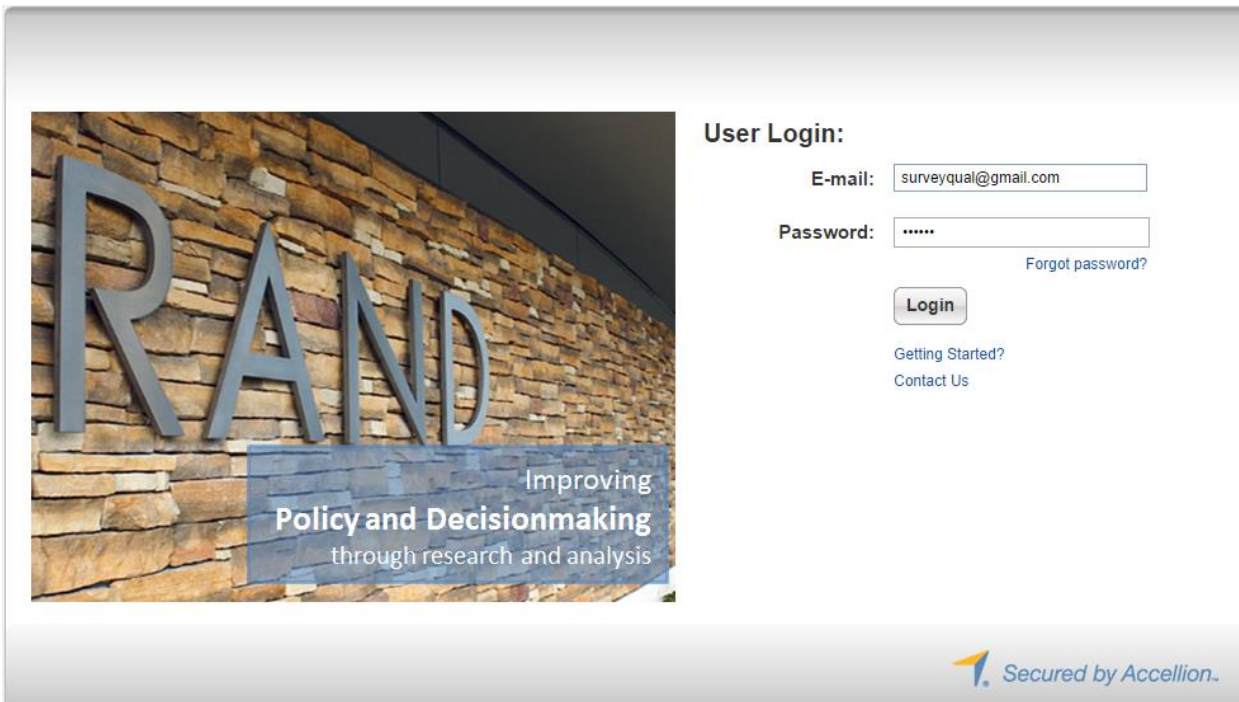 RAND
Improving
Policy and Decisionmaking
through research and analysis
User Login:
E-mail: surveyqual@gmail.com
Password: ••••••
Forgot password?
Login
Getting Started?
Contact Us
Secured by Accellion™